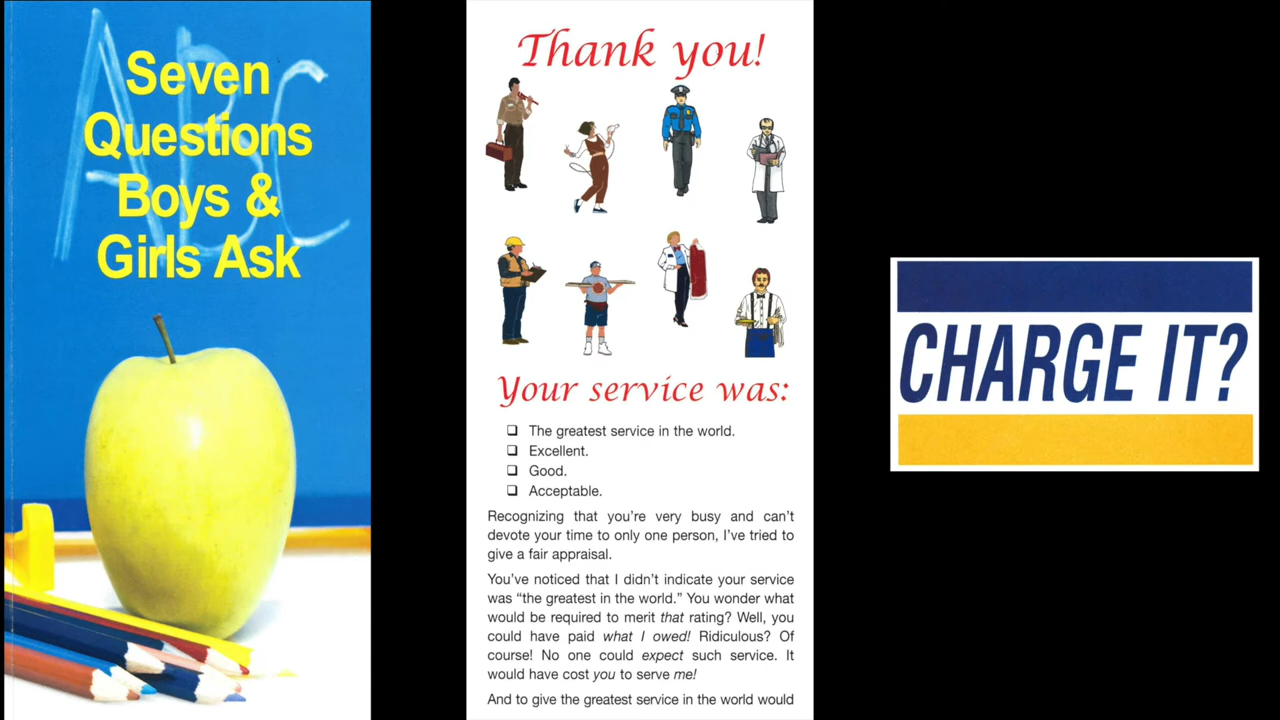 ABC
Seven
Questions
Boys &
Girls Ask
Thank you!
Your service was:
❑ The greatest service in the world.
❑ Excellent.
❑ Good.
❑ Acceptable.
Recognizing that you're very busy and can't
devote your time to only one person, I've tried to
give a fair appraisal.
You've noticed that I didn't indicate your service
was “the greatest in the world.” You wonder what
would be required to merit that rating? Well, you
could have paid what I owed! Ridiculous? Of
course! No one could expect such service. It
would have cost you to serve me!
And to give the greatest service in the world would
CHARGE IT?